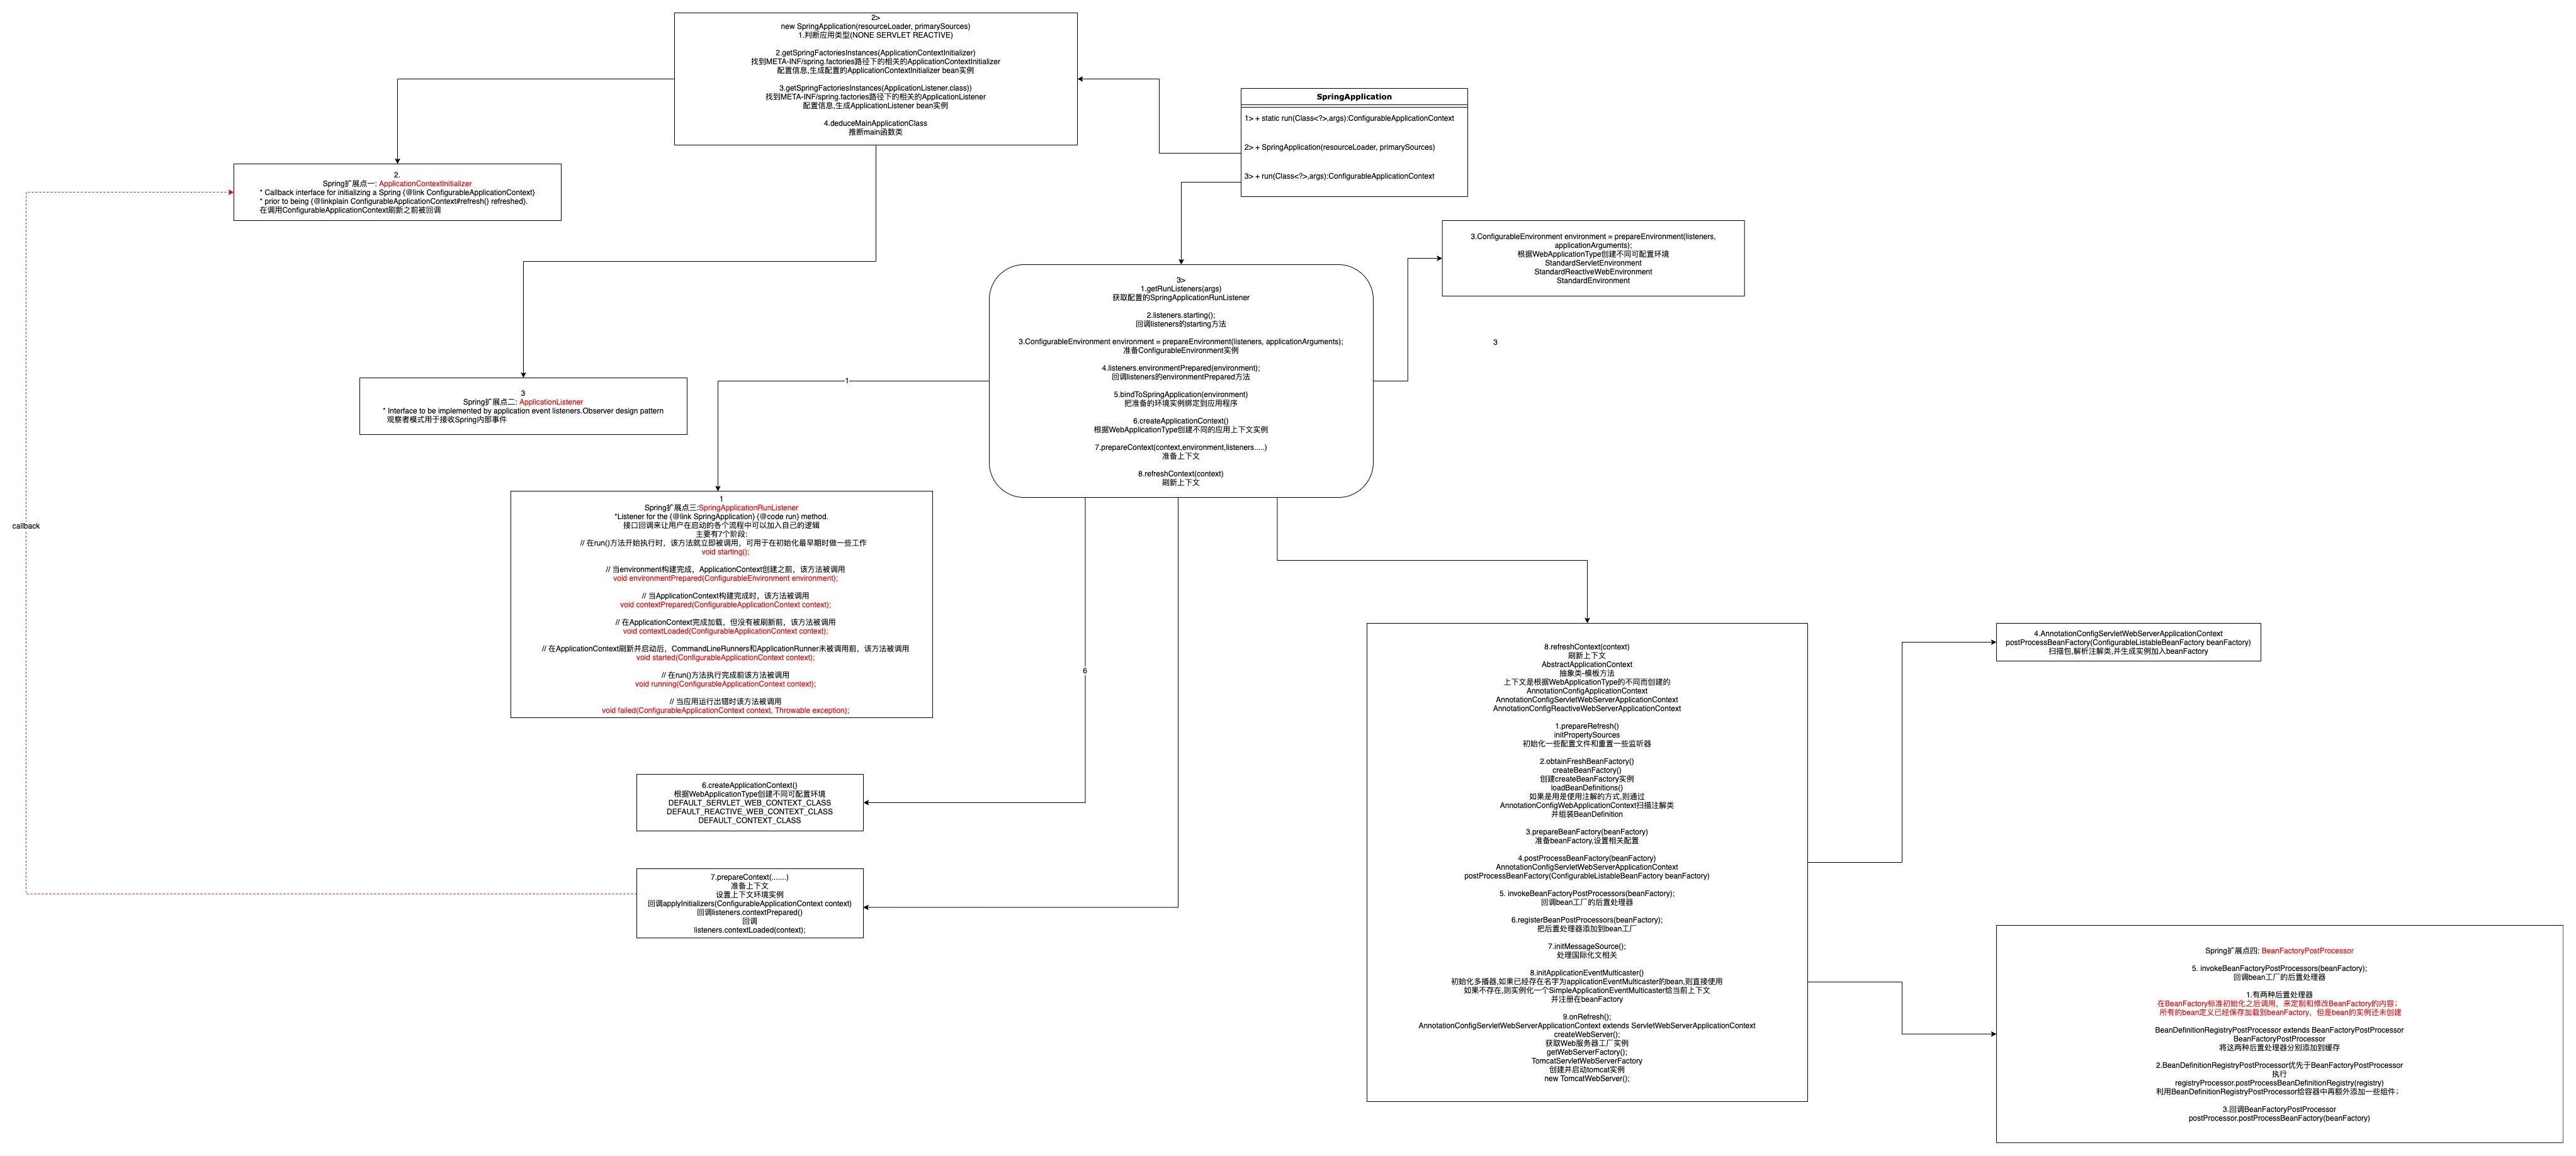 2>
new SpringApplication(resourceLoader, primarySources)
1.判断应用类型(NONE SERVLET REACTIVE)
2.getSpringFactoriesInstances(ApplicationContextInitializer)
找到META-INF/spring.factories路径下的相关的ApplicationContextInitializer
配置信息,生成配置的ApplicationContextInitializer bean实例
3.getSpringFactoriesInstances(ApplicationListener.class))
找到META-INF/spring.factories路径下的相关的ApplicationListener
配置信息,生成ApplicationListener bean实例
4.deduceMainApplicationClass
推断main函数类
SpringApplication
1> + static run(Class<?>,args):ConfigurableApplicationContext
2> + SpringApplication(resourceLoader, primarySources)
3> + run(Class<?>,args):ConfigurableApplicationContext
2.
Spring扩展点一: ApplicationContextInitializer
* Callback interface for initializing a Spring {@link ConfigurableApplicationContext}
* prior to being {@linkplain ConfigurableApplicationContext#refresh() refreshed}.
在调用ConfigurableApplicationContext刷新之前被回调
3.ConfigurableEnvironment environment = prepareEnvironment(listeners,
applicationArguments);
根据WebApplicationType创建不同可配置环境
StandardServletEnvironment
StandardReactiveWebEnvironment
StandardEnvironment
3>
1.getRunListeners(args)
获取配置的SpringApplicationRunListener
2.listeners.starting();
回调listeners的starting方法
3.ConfigurableEnvironment environment = prepareEnvironment(listeners, applicationArguments);
准备ConfigurableEnvironment实例
4.listeners.environmentPrepared(environment);
回调listeners的environmentPrepared方法
5.bindToSpringApplication(environment)
把准备的环境实例绑定到应用程序
6.createApplicationContext()
根据WebApplicationType创建不同的应用上下文实例
7.prepareContext(context,environment,listeners.....)
准备上下文
8.refreshContext(context)
刷新上下文
3
1
3
Spring扩展点二: ApplicationListener
* Interface to be implemented by application event listeners.Observer design pattern
观察者模式用于接收Spring内部事件
1
Spring扩展点三:SpringApplicationRunListener
*Listener for the {@link SpringApplication} {@code run} method.
接口回调来让用户在启动的各个流程中可以加入自己的逻辑
主要有7个阶段:
// 在run()方法开始执行时，该方法就立即被调用，可用于在初始化最早期时做一些工作
void starting();
// 当environment构建完成，ApplicationContext创建之前，该方法被调用
void environmentPrepared(ConfigurableEnvironment environment);
// 当ApplicationContext构建完成时，该方法被调用
void contextPrepared(ConfigurableApplicationContext context);
// 在ApplicationContext完成加载，但没有被刷新前，该方法被调用
void contextLoaded(ConfigurableApplicationContext context);
// 在ApplicationContext刷新并启动后，CommandLineRunners和ApplicationRunner未被调用前，该方法被调用
void started(ConfigurableApplicationContext context);
// 在run()方法执行完成前该方法被调用
void running(ConfigurableApplicationContext context);
// 当应用运行出错时该方法被调用
void failed(ConfigurableApplicationContext context, Throwable exception);
callback
6
6.createApplicationContext()
根据WebApplicationType创建不同可配置环境
DEFAULT_SERVLET_WEB_CONTEXT_CLASS
DEFAULT_REACTIVE_WEB_CONTEXT_CLASS
DEFAULT_CONTEXT_CLASS
7.prepareContext(.......)
准备上下文
设置上下文环境实例
回调applyInitializers(ConfigurableApplicationContext context)
回调listeners.contextPrepared()
回调
listeners.contextLoaded(context);
8.refreshContext(context)
刷新上下文
AbstractApplicationContext
抽象类-模板方法
上下文是根据WebApplicationType的不同而创建的
AnnotationConfigApplicationContext
AnnotationConfigServletWebServerApplicationContext
AnnotationConfigReactiveWebServerApplicationContext
1.prepareRefresh()
initPropertySources
初始化一些配置文件和重置一些监听器
2.obtainFreshBeanFactory()
createBeanFactory()
创建createBeanFactory实例
loadBeanDefinitions()
如果是用是使用注解的方式,则通过
AnnotationConfigWebApplicationContext扫描注解类
并组装BeanDefinition
3.prepareBeanFactory(beanFactory)
准备beanFactory,设置相关配置
4.postProcessBeanFactory(beanFactory)
AnnotationConfigServletWebServerApplicationContext
postProcessBeanFactory(ConfigurableListableBeanFactory beanFactory)
5. invokeBeanFactoryPostProcessors(beanFactory);
回调bean工厂的后置处理器
6.registerBeanPostProcessors(beanFactory);
把后置处理器添加到bean工厂
7.initMessageSource();
处理国际化文相关
8.initApplicationEventMulticaster()
初始化多播器,如果已经存在名字为applicationEventMulticaster的bean,则直接使用
如果不存在,则实例化一个SimpleApplicationEventMulticaster给当前上下文
并注册在beanFactory
9.onRefresh();
AnnotationConfigServletWebServerApplicationContext extends ServletWebServerApplicationContext
createWebServer();
获取Web服务器工厂实例
getWebServerFactory();
TomcatServletWebServerFactory
创建并启动tomcat实例
new TomcatWebServer();
4.AnnotationConfigServletWebServerApplicationContext
postProcessBeanFactory(ConfigurableListableBeanFactory beanFactory)
扫描包,解析注解类,并生成实例加入beanFactory
Spring扩展点四: BeanFactoryPostProcessor
5. invokeBeanFactoryPostProcessors(beanFactory);
回调bean工厂的后置处理器
1.有两种后置处理器
在BeanFactory标准初始化之后调用，来定制和修改BeanFactory的内容；
所有的bean定义已经保存加载到beanFactory，但是bean的实例还未创建
BeanDefinitionRegistryPostProcessor extends BeanFactoryPostProcessor
BeanFactoryPostProcessor
将这两种后置处理器分别添加到缓存
2.BeanDefinitionRegistryPostProcessor优先于BeanFactoryPostProcessor
执行
registryProcessor.postProcessBeanDefinitionRegistry(registry)
利用BeanDefinitionRegistryPostProcessor给容器中再额外添加一些组件；
3.回调BeanFactoryPostProcessor
postProcessor.postProcessBeanFactory(beanFactory)